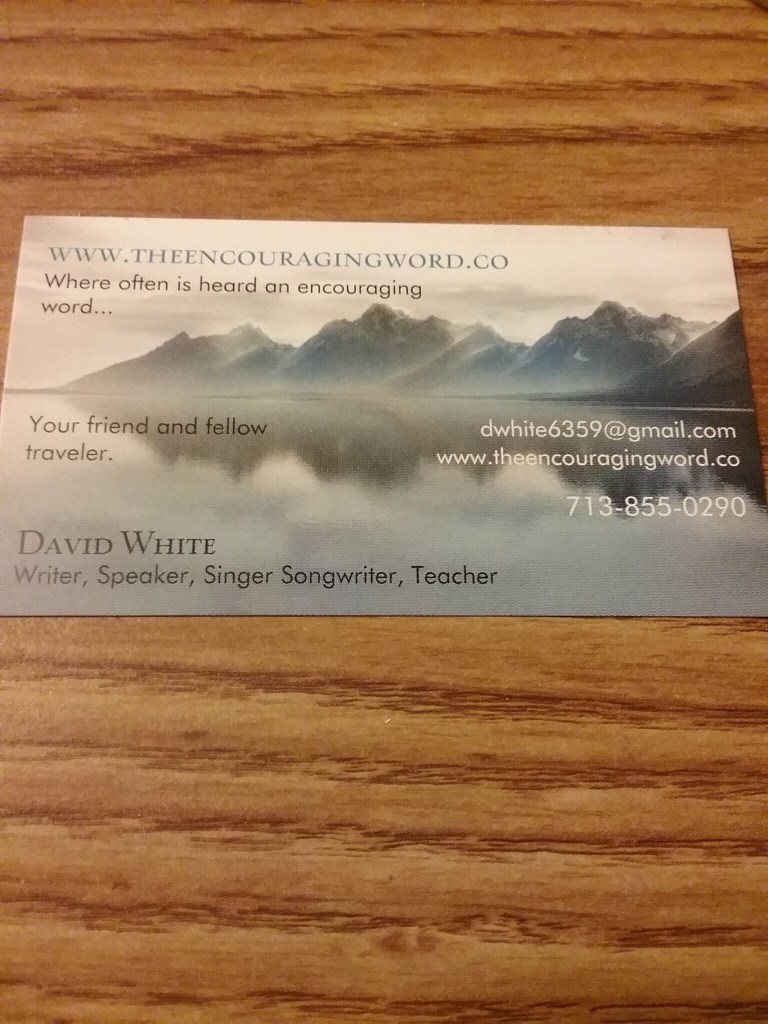 WWW.THEENCOURAGINGWORD.CO
Where often is heard an encouraging
word...
Your friend and fellow
traveler.
dwhite6359@gmail.com
www.theencouragingword.co
713-855-0290
DAVID WHITE
Writer, Speaker, Singer Songwriter, Teacher